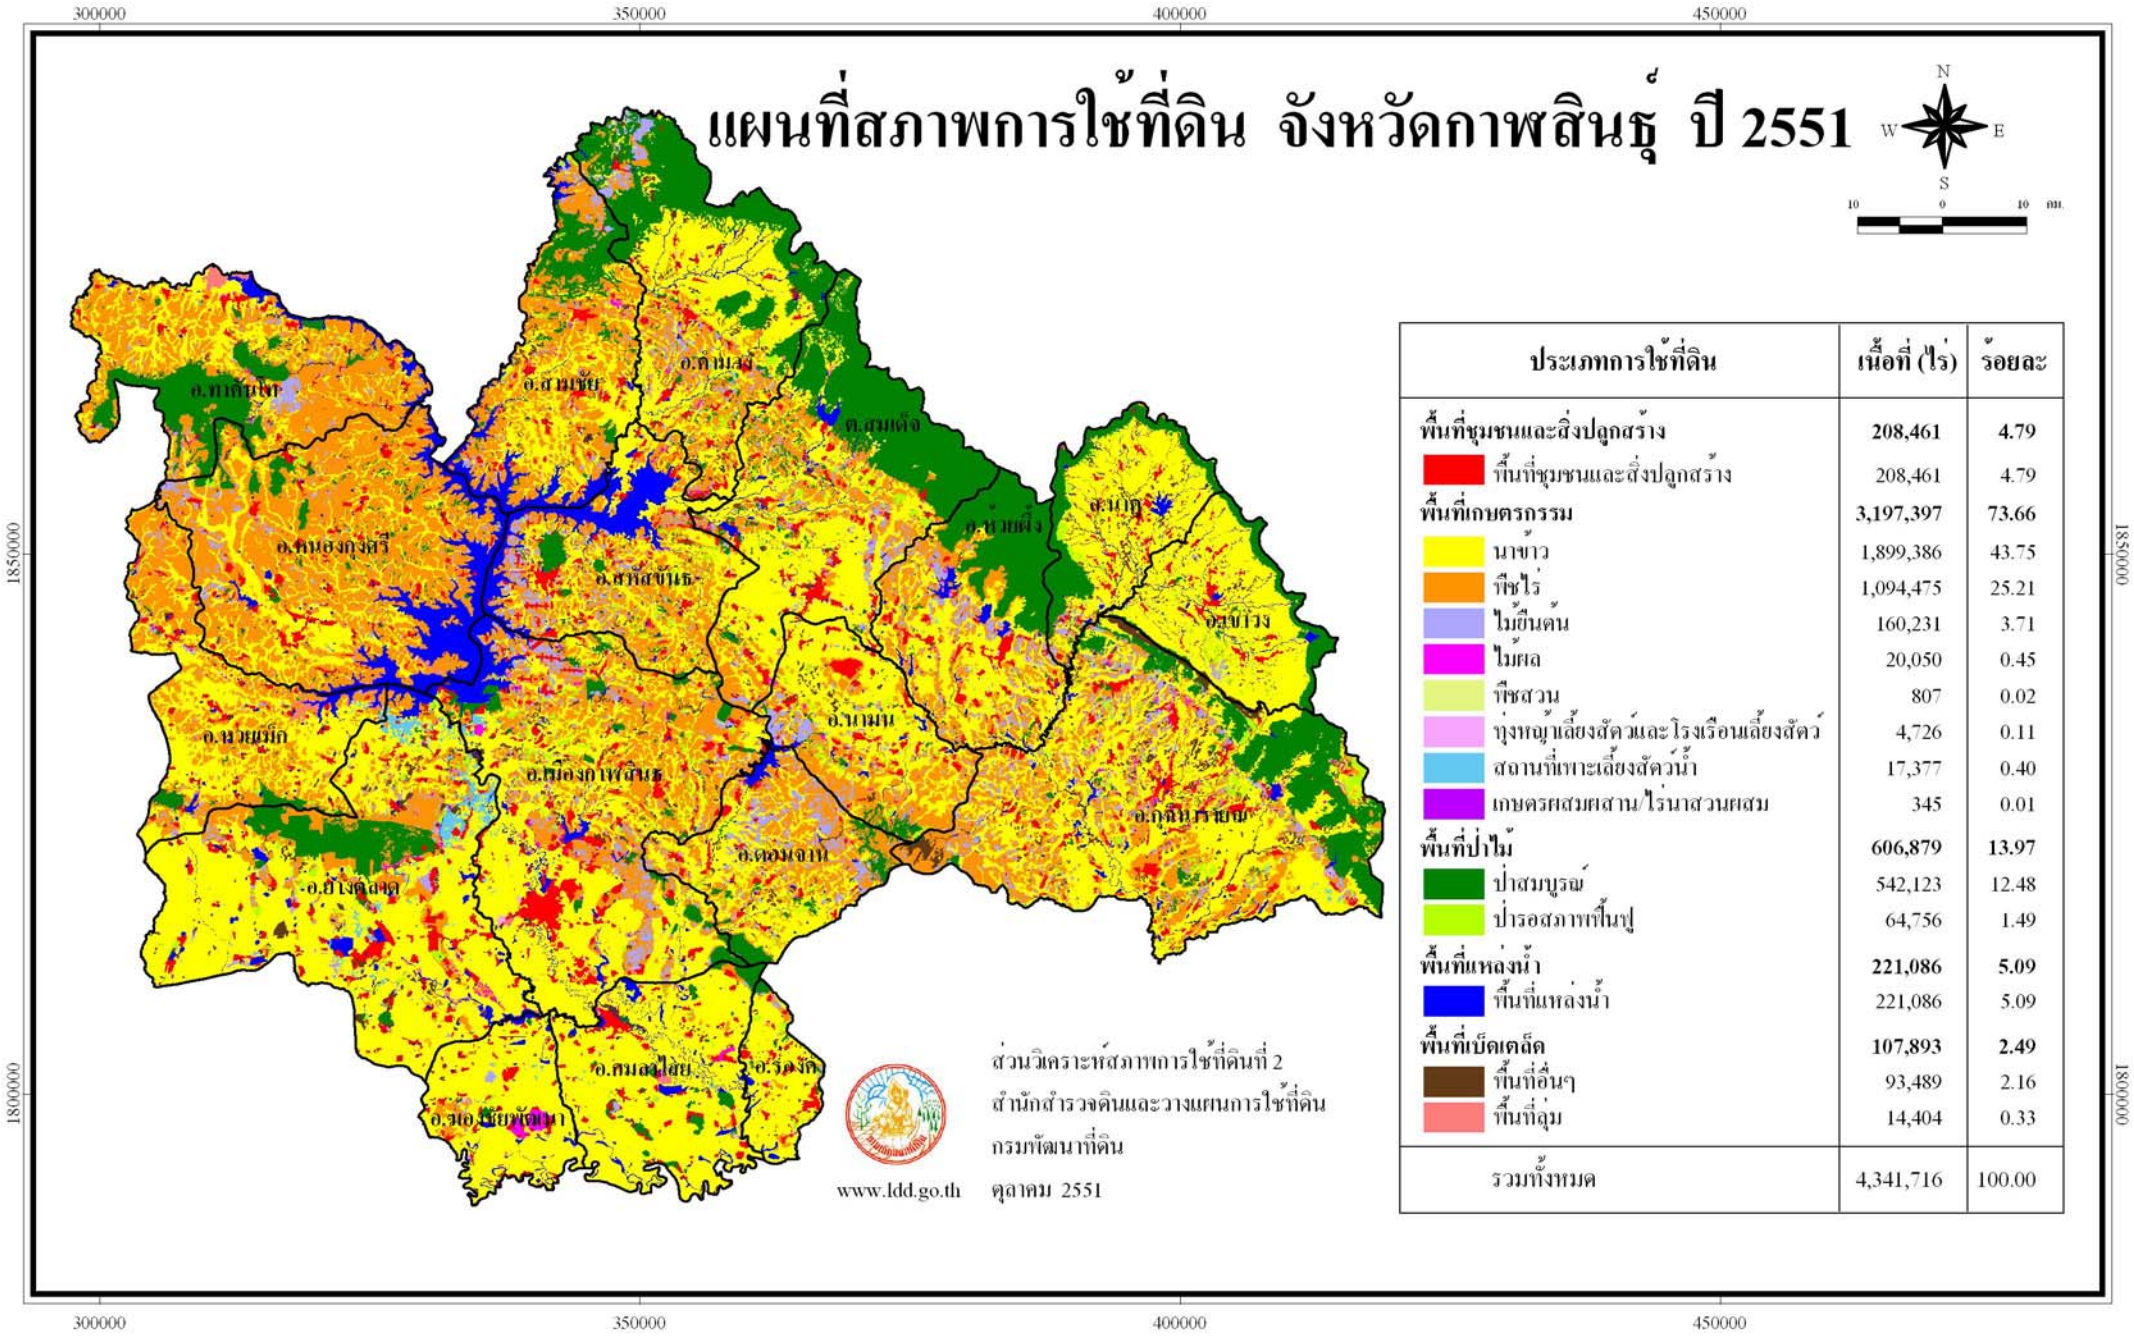 300000 350000 400000 450000
แผนที่สภาพการใช้ที่ดิน จังหวัดกาฬสินธุ์ ปี 2551
N
W E
S
10 0 10 กม.
ประเภทการใช้ที่ดิน เนื้อที่ (ไร่) ร้อยละ
พื้นที่ชุมชนและสิ่งปลูกสร้าง 208,461 4.79
พื้นที่ชุมชนและสิ่งปลูกสร้าง 208,461 4.79
พื้นที่เกษตรกรรม 3,197,397 73.66
นาข้าว 1,899,386 43.75
พืชไร่ 1,094,475 25.21
ไม้ยืนต้น 160,231 3.71
ไม้ผล 20,050 0.45
พืชสวน 807 0.02
ทุ่งหญ้าเลี้ยงสัตว์และโรงเรือนเลี้ยงสัตว์ 4,726 0.11
สถานที่เพาะเลี้ยงสัตว์น้ำ 17,377 0.40
เกษตรผสมผสาน/ไร่นาสวนผสม 345 0.01
พื้นที่ป่าไม้ 606,879 13.97
ป่าสมบูรณ์ 542,123 12.48
ป่ารอสภาพฟื้นฟู 64,756 1.49
พื้นที่แหล่งน้ำ 221,086 5.09
พื้นที่แหล่งน้ำ 221,086 5.09
พื้นที่เบ็ดเตล็ด 107,893 2.49
พื้นที่อื่นๆ 93,489 2.16
พื้นที่ลุ่ม 14,404 0.33
รวมทั้งหมด 4,341,716 100.00
อ.ท่าคันโท
อ.สามชัย
อ.คำม่วง
ต.สมเด็จ
อ.หนองกุงศรี
อ.สหัสขันธ์
อ.ห้วยผึ้ง
อ.เขาวง
อ.ห้วยเม็ก
อ.เมืองกาฬสินธุ์
อ.นามน
อ.กุฉินารายณ์
อ.ดอนจาน
อ.ยางตลาด
อ.กมลาไสย
อ.ฆ้องชัยพัฒนา
1850000 1850000
1800000 1800000
ส่วนวิเคราะห์สภาพการใช้ที่ดินที่ 2
สำนักสำรวจดินและวางแผนการใช้ที่ดิน
กรมพัฒนาที่ดิน
www.ldd.go.th ตุลาคม 2551
300000 350000 400000 450000